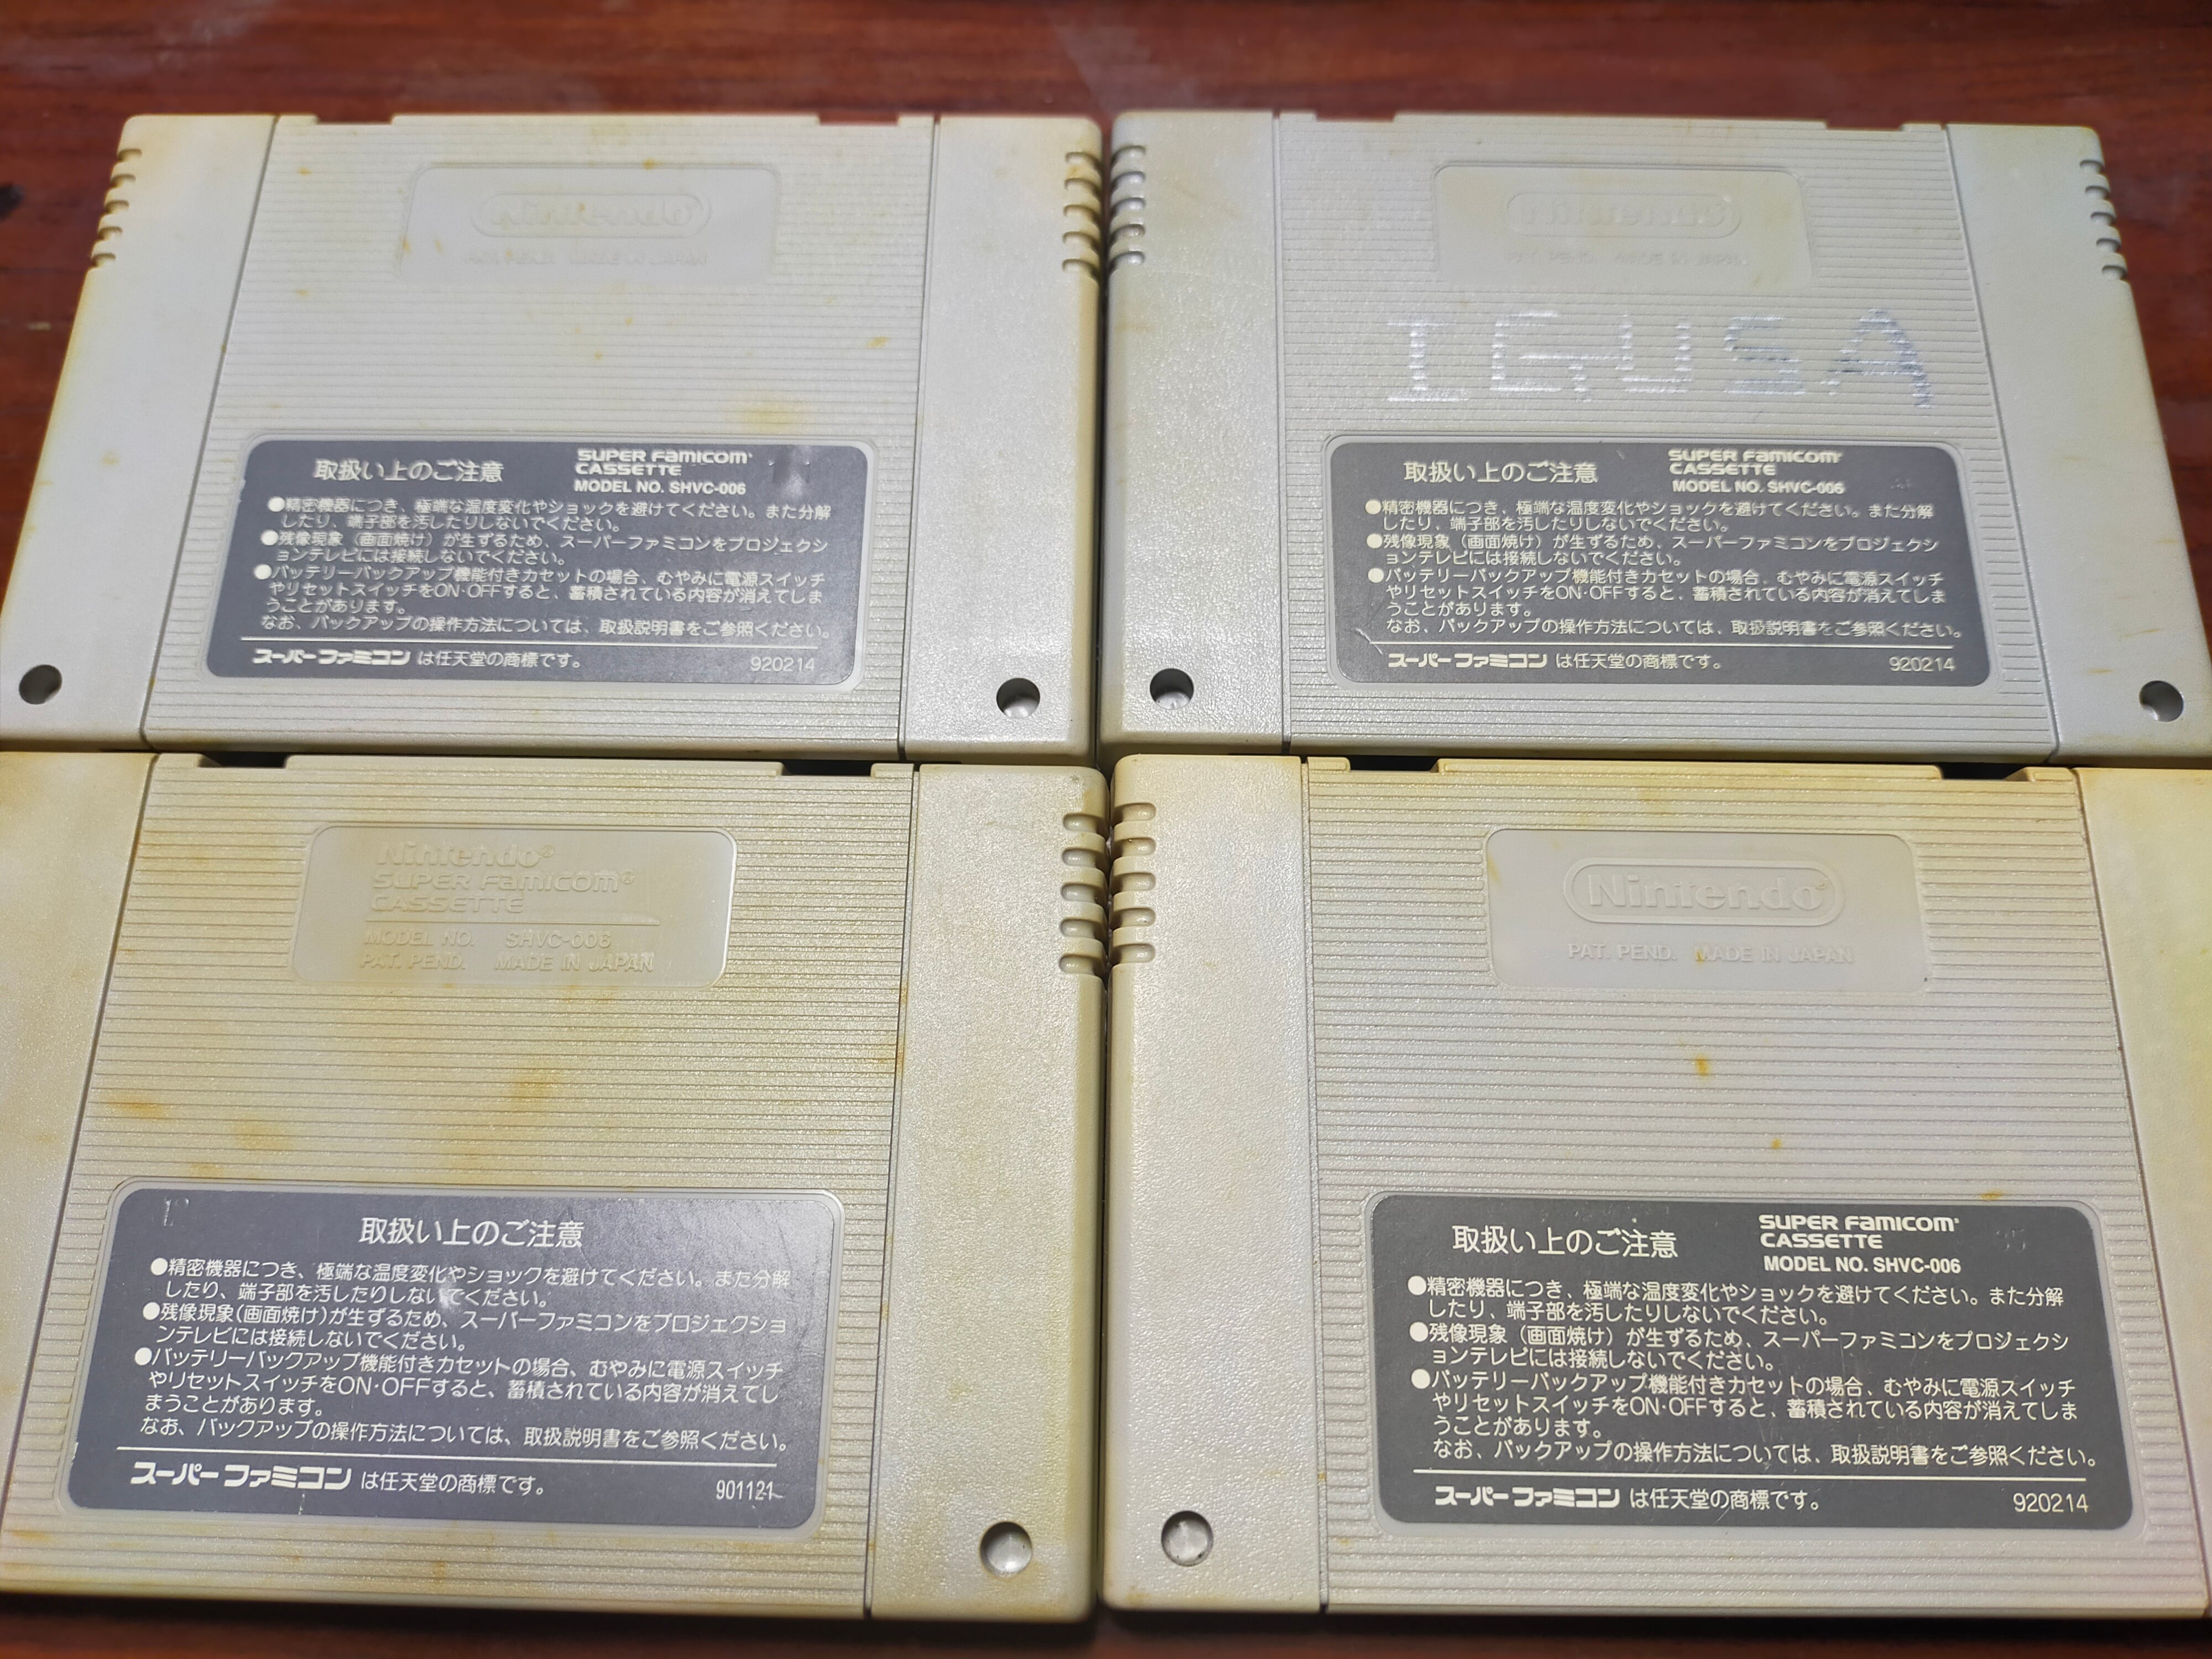 Nintendo
PAT. PEND. MADE IN JAPAN
取扱い上のご注意
SUPER FAMICOM
CASSETTE
MODEL NO. SHVC-006
●精密機器につき、極端な温度変化やショックを避けてください。また分解
したり、端子部を汚したりしないでください。
●残像現象（画面焼け）が生ずるため、スーパーファミコンをプロジェクシ
ョンテレビには接続しないでください。
●バッテリーバックアップ機能付きカセットの場合、むやみに電源スイッチ
やリセットスイッチをON·OFFすると、蓄積されている内容が消えてしま
うことがあります。
なお、バックアップの操作方法については、取扱説明書をご参照ください。
スーパーファミコン は任天堂の商標です。 920214
Nintendo
PAT. PEND. MADE IN JAPAN
IGUSA
取扱い上のご注意
SUPER FAMICOM
CASSETTE
MODEL NO. SHVC-006
●精密機器につき、極端な温度変化やショックを避けてください。また分解
したり、端子部を汚したりしないでください。
●残像現象（画面焼け）が生ずるため、スーパーファミコンをプロジェクシ
ョンテレビには接続しないでください。
●バッテリーバックアップ機能付きカセットの場合、むやみに電源スイッチ
やリセットスイッチをON·OFFすると、蓄積されている内容が消えてしま
うことがあります。
なお、バックアップの操作方法については、取扱説明書をご参照ください。
スーパーファミコン は任天堂の商標です。 920214
Nintendo®
SUPER FAMICOM®
CASSETTE
MODEL NO. SHVC-006
PAT. PEND. MADE IN JAPAN
取扱い上のご注意
●精密機器につき、極端な温度変化やショックを避けてください。また分解
したり、端子部を汚したりしないでください。
●残像現象(画面焼け)が生ずるため、スーパーファミコンをプロジェクショ
ンテレビには接続しないでください。
●バッテリーバックアップ機能付きカセットの場合、むやみに電源スイッチ
やリセットスイッチをON·OFFすると、蓄積されている内容が消えてし
まうことがあります。
なお、バックアップの操作方法については、取扱説明書をご参照ください。
スーパーファミコン は任天堂の商標です。 901121
Nintendo®
PAT. PEND. MADE IN JAPAN
取扱い上のご注意
SUPER FAMICOM
CASSETTE
MODEL NO. SHVC-006
●精密機器につき、極端な温度変化やショックを避けてください。また分解
したり、端子部を汚したりしないでください。
●残像現象（画面焼け）が生ずるため、スーパーファミコンをプロジェクシ
ョンテレビには接続しないでください。
●バッテリーバックアップ機能付きカセットの場合、むやみに電源スイッチ
やリセットスイッチをON·OFFすると、蓄積されている内容が消えてしま
うことがあります。
なお、バックアップの操作方法については、取扱説明書をご参照ください。
スーパーファミコン は任天堂の商標です。 920214